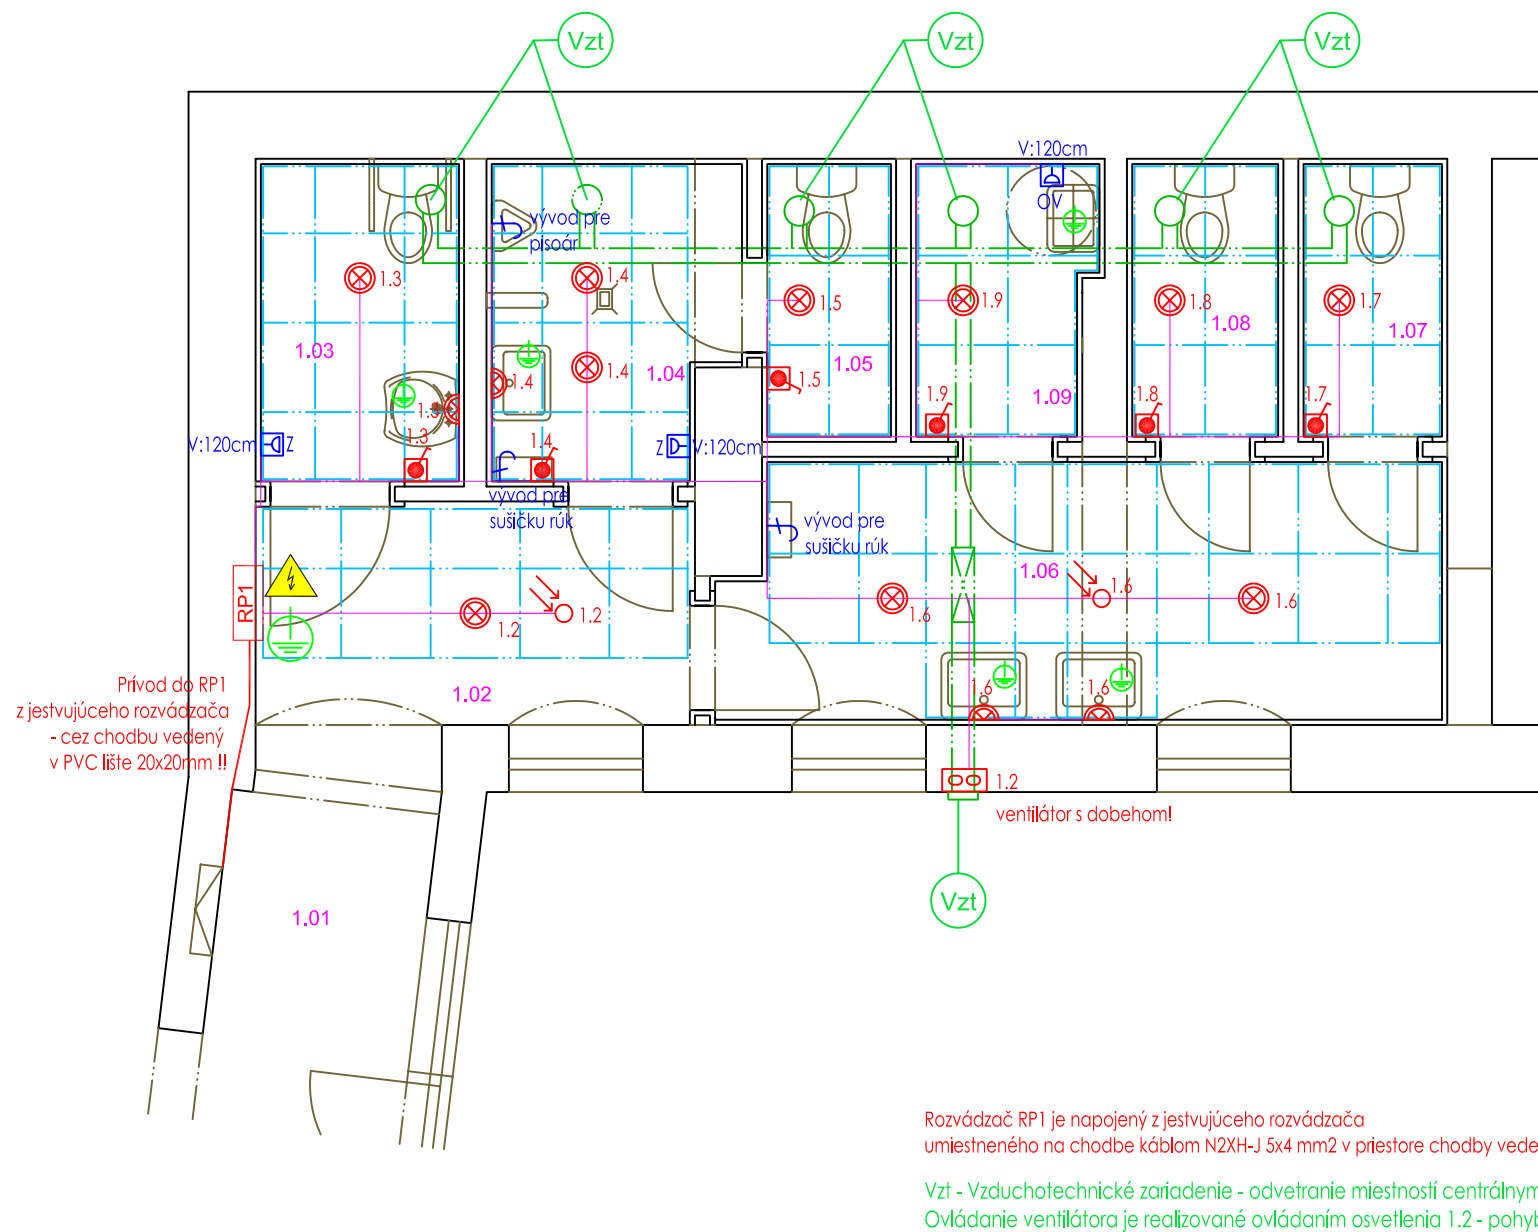 Vzt
Vzt
Vzt
V:120cm
OV
vývod pre
pisoár
1.3
1.4
1.5
1.9
1.8
1.7
1.08
1.07
1.03
1.04
1.05
1.4
1.4
1.5
1.09
1.3
1.3
1.4
1.9
1.8
1.7
V:120cm
Z
Z
V:120cm
vývod pre
sušičku rúk
vývod pre
sušičku rúk
1.06
RP1
1.2
1.2
1.6
1.6
1.6
1.6
1.6
1.02
Prívod do RP1
z jestvujúceho rozvádzača
- cez chodbu vedený
v PVC lište 20x20mm !!
1.2
ventilátor s dobehom!
Vzt
1.01
Rozvádzač RP1 je napojený z jestvujúceho rozvádzača
umiestneného na chodbe káblom N2XH-J 5x4 mm2 v priestore chodby vede
Vzt - Vzduchotechnické zariadenie - odvetranie miestností centrálnym
Ovládanie ventilátora je realizované ovládaním osvetlenia 1.2 - pohyb